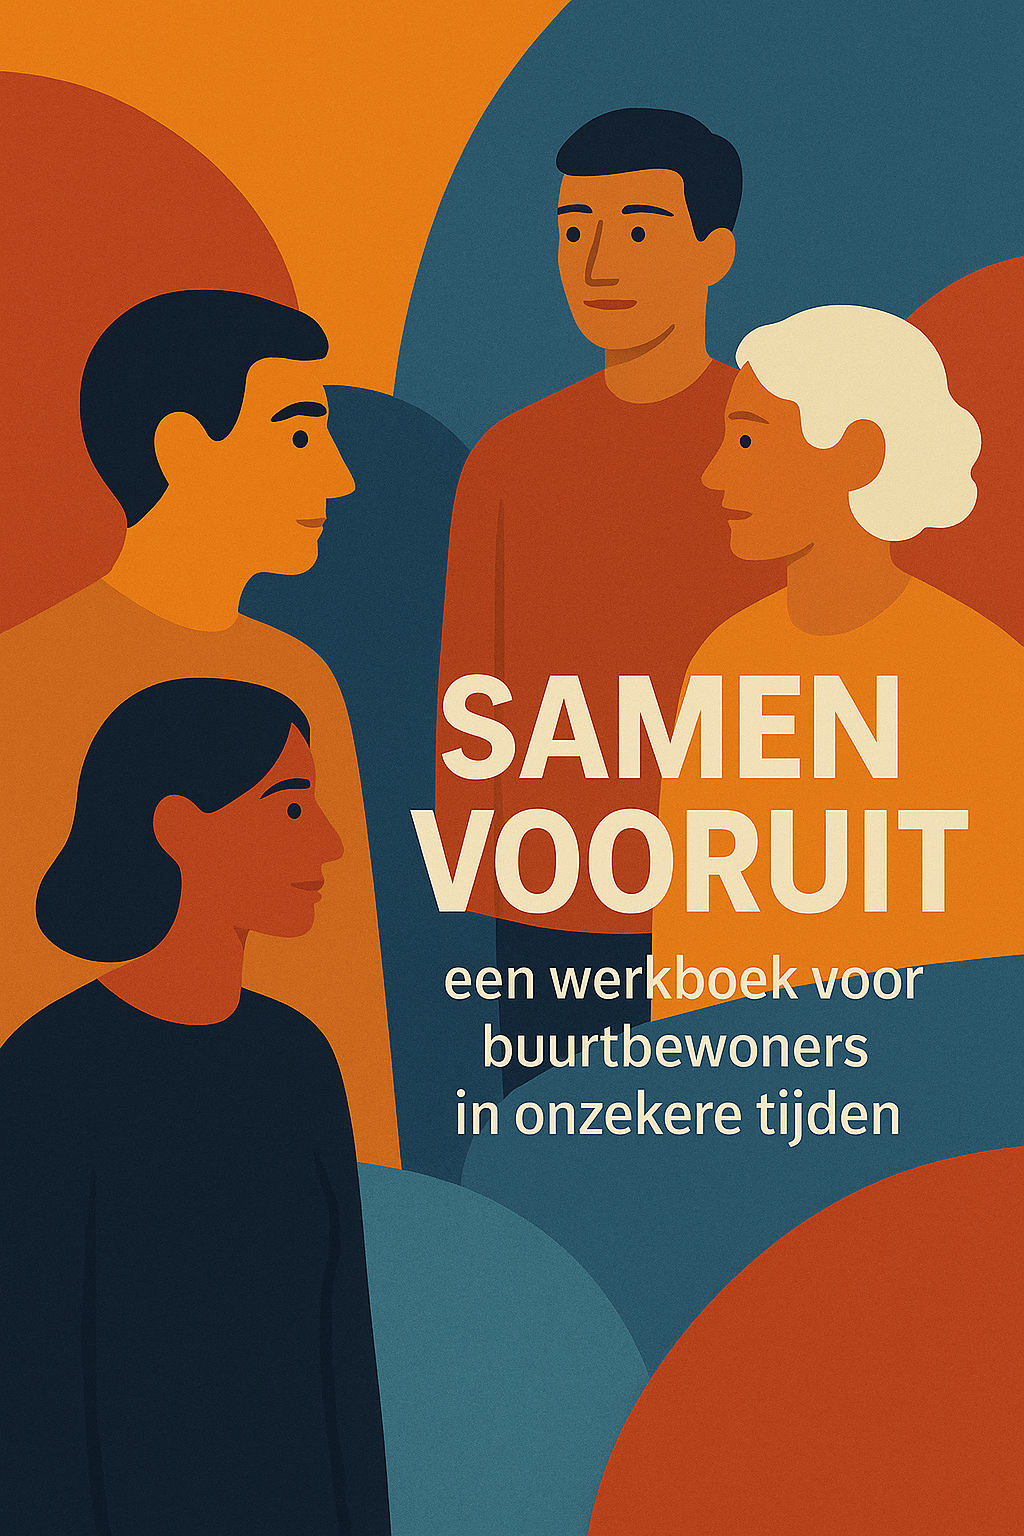 SAMEN
VOORUIT
een werkboek voor
buurtbewoners
in onzekere tijden